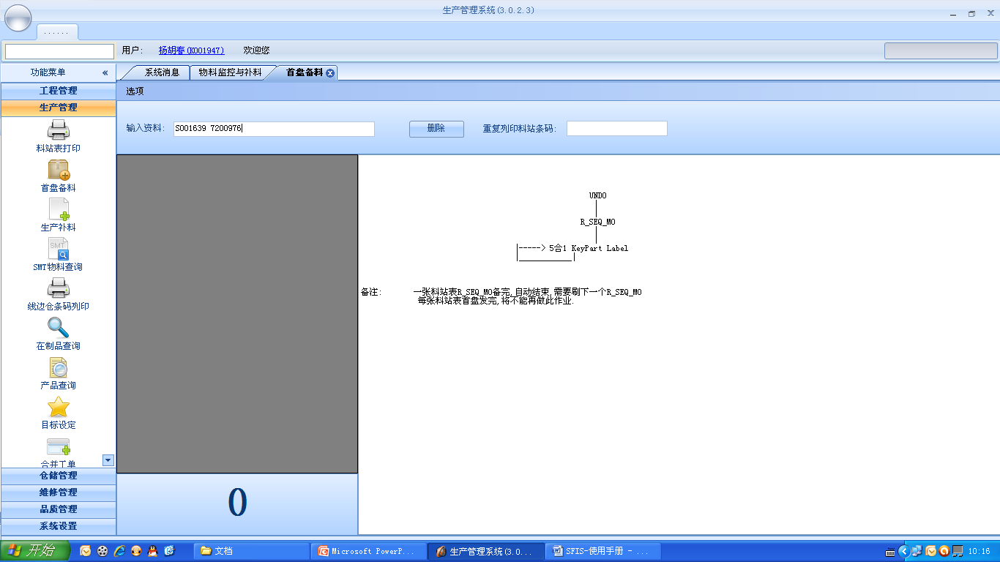 生产管理系统(3.0.2.3)
......
用户: 杨胡春(K001947) 欢迎您
功能菜单 «
系统消息 物料监控与补料 首盘备料
工程管理
生产管理
料站表打印
首盘备料
生产补料
SMT
SMT物料查询
线边仓条码列印
在制品查询
产品查询
目标设定
合并工单
仓储管理
维修管理
品质管理
系统设置
选项
输入资料: S001639 7200976 删除 重复列印料站条码:
UNDO
R_SEQ_MO
|-----> 5合1 KeyPart Label
|____________|
备注: 一张料站表R_SEQ_MO备完,自动结束,需要刷下一个R_SEQ_MO
每张料站表首盘发完,将不能再做此作业.
0
开始 文档 Microsoft PowerP... 生产管理系统(3.0... SFIS-使用手册 - ... 10:16